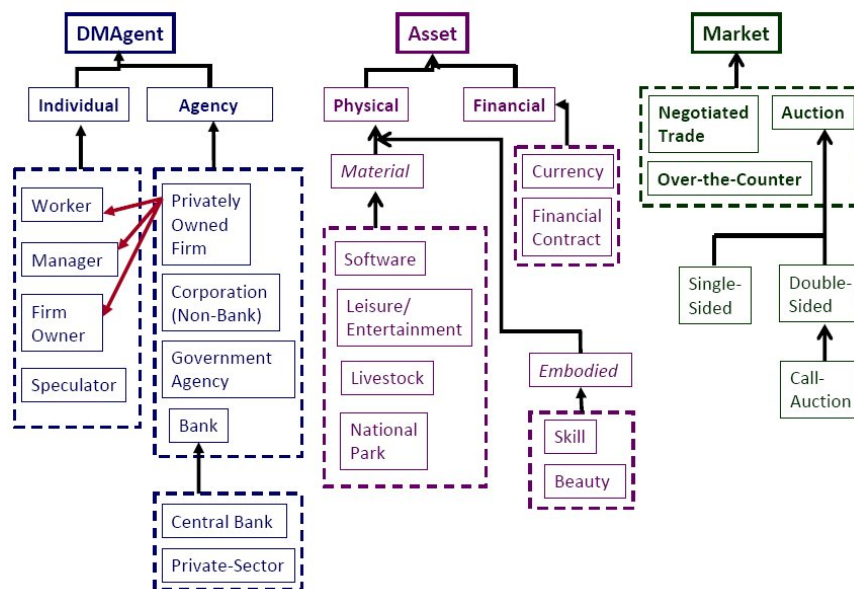 DMAgent
Asset
Market
Individual
Agency
Physical
Financial
Negotiated
Trade
Auction
Over-the-Counter
Worker
Manager
Firm
Owner
Speculator
Privately
Owned
Firm
Corporation
(Non-Bank)
Government
Agency
Bank
Central Bank
Private-Sector
Material
Software
Leisure/
Entertainment
Livestock
National
Park
Currency
Financial
Contract
Embodied
Skill
Beauty
Single-
Sided
Double-
Sided
Call-
Auction